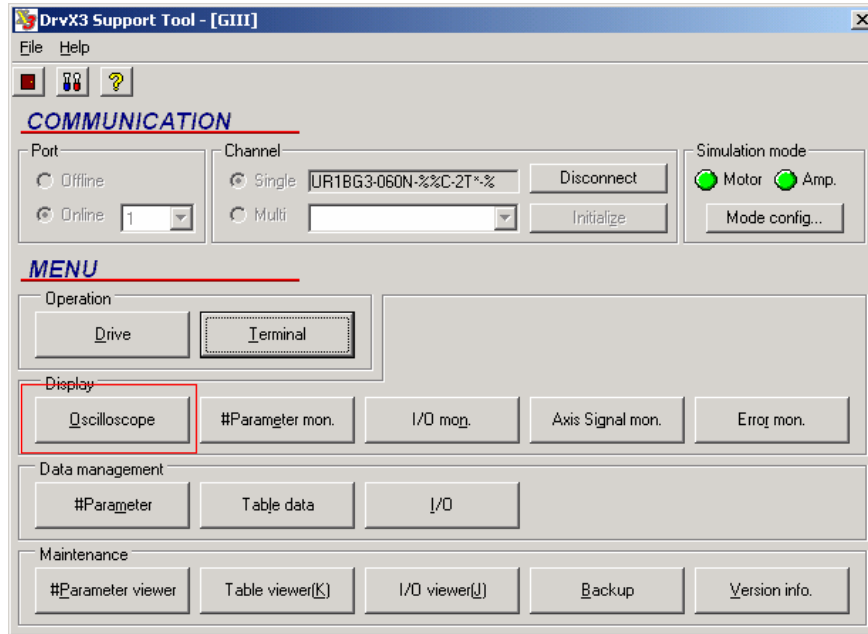 DrvX3 Support Tool - [GIII]
File Help
COMMUNICATION
Port
Offline
Online 1
Channel
Single UR1BG3-060N-%%C-2T*-% Disconnect
Multi Initialize
Simulation mode
Motor Amp.
Mode config...
MENU
Operation
Drive Terminal
Display
Oscilloscope #Parameter mon. I/O mon. Axis Signal mon. Error mon.
Data management
#Parameter Table data I/O
Maintenance
#Parameter viewer Table viewer(K) I/O viewer(J) Backup Version info.